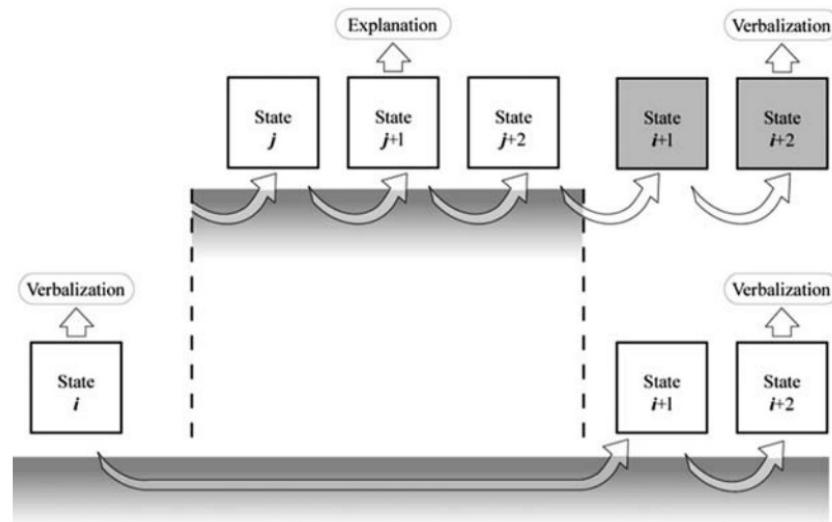 Explanation
Verbalization
State
j
State
j+1
State
j+2
State
i+1
State
i+2
Verbalization
Verbalization
State
i
State
i+1
State
i+2